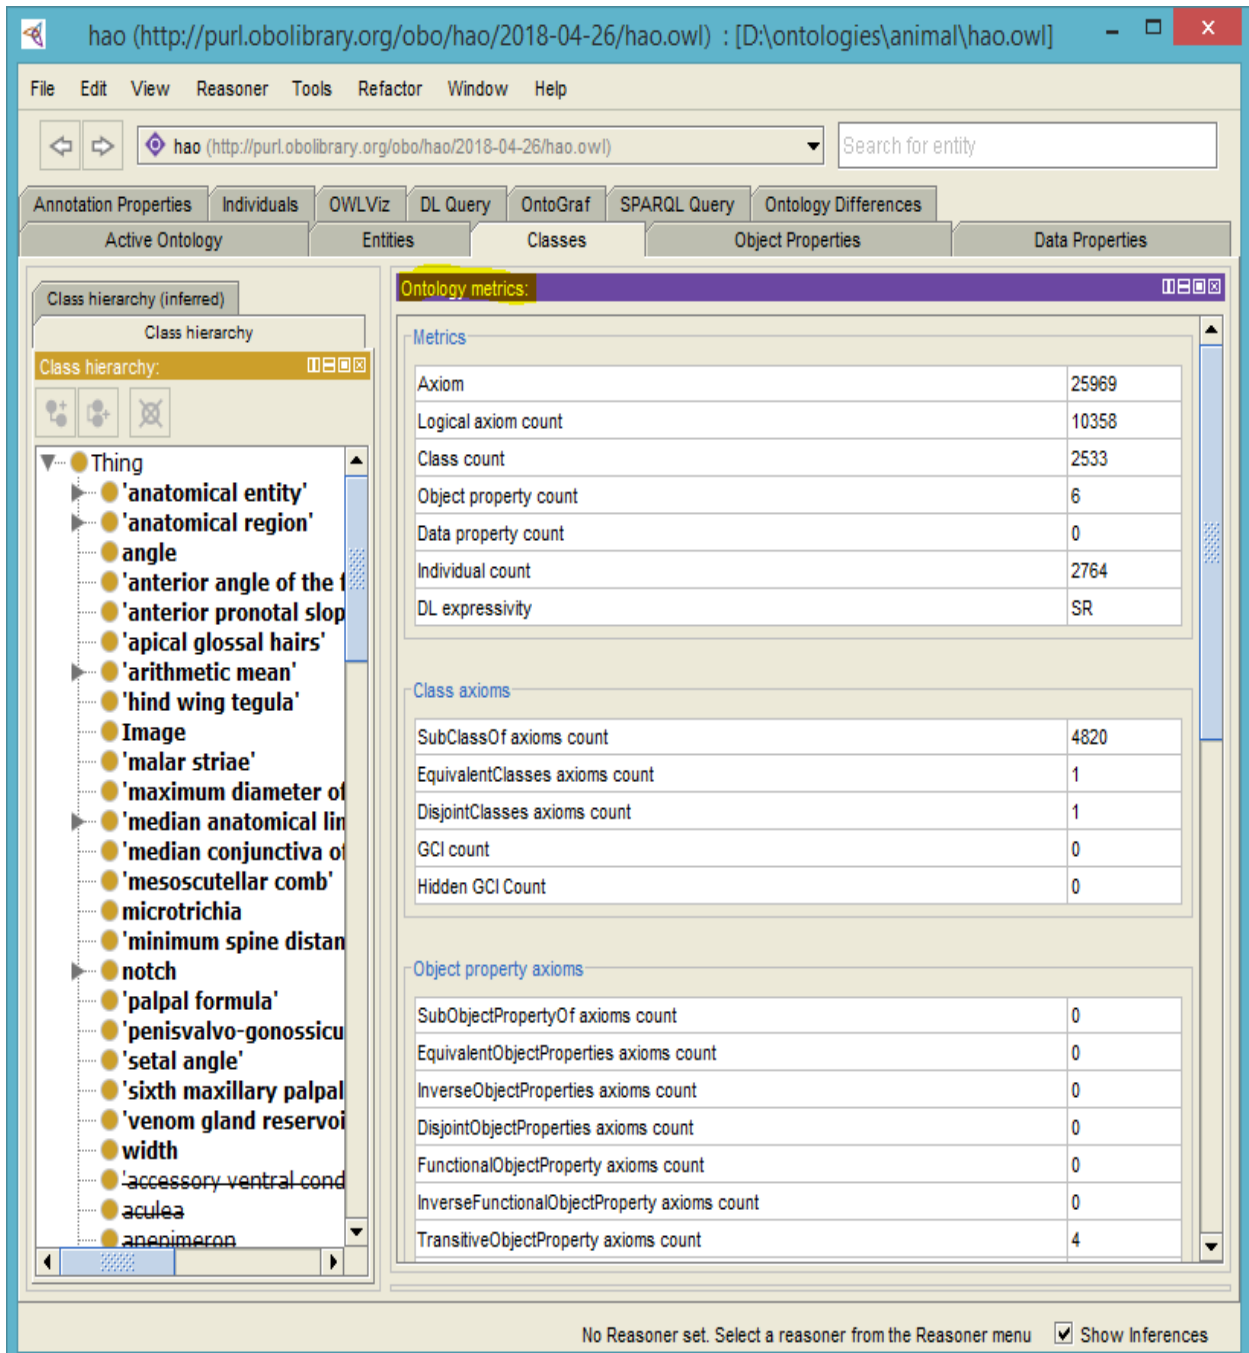 hao (http://purl.obolibrary.org/obo/hao/2018-04-26/hao.owl) : [D:\ontologies\animal\hao.owl]
File Edit View Reasoner Tools Refactor Window Help
hao (http://purl.obolibrary.org/obo/hao/2018-04-26/hao.owl)
Search for entity
Annotation Properties Individuals OWLViz DL Query OntoGraf SPARQL Query Ontology Differences
Active Ontology Entities Classes Object Properties Data Properties
Class hierarchy (inferred)
Class hierarchy
Class hierarchy:
Thing
'anatomical entity'
'anatomical region'
angle
'anterior angle of the f
'anterior pronotal slop
'apical glossal hairs'
'arithmetic mean'
'hind wing tegula'
Image
'malar striae'
'maximum diameter of
'median anatomical lin
'median conjunctiva of
'mesoscutellar comb'
microtrichia
'minimum spine distan
notch
'palpal formula'
'penisvalvo-gonossicu
'setal angle'
'sixth maxillary palpal
'venom gland reservoi
width
'accessory ventral cond
aculea
anepimeron
Ontology metrics:
Metrics
Axiom 25969
Logical axiom count 10358
Class count 2533
Object property count 6
Data property count 0
Individual count 2764
DL expressivity SR
Class axioms
SubClassOf axioms count 4820
EquivalentClasses axioms count 1
DisjointClasses axioms count 1
GCI count 0
Hidden GCI Count 0
Object property axioms
SubObjectPropertyOf axioms count 0
EquivalentObjectProperties axioms count 0
InverseObjectProperties axioms count 0
DisjointObjectProperties axioms count 0
FunctionalObjectProperty axioms count 0
InverseFunctionalObjectProperty axioms count 0
TransitiveObjectProperty axioms count 4
No Reasoner set. Select a reasoner from the Reasoner menu Show Inferences